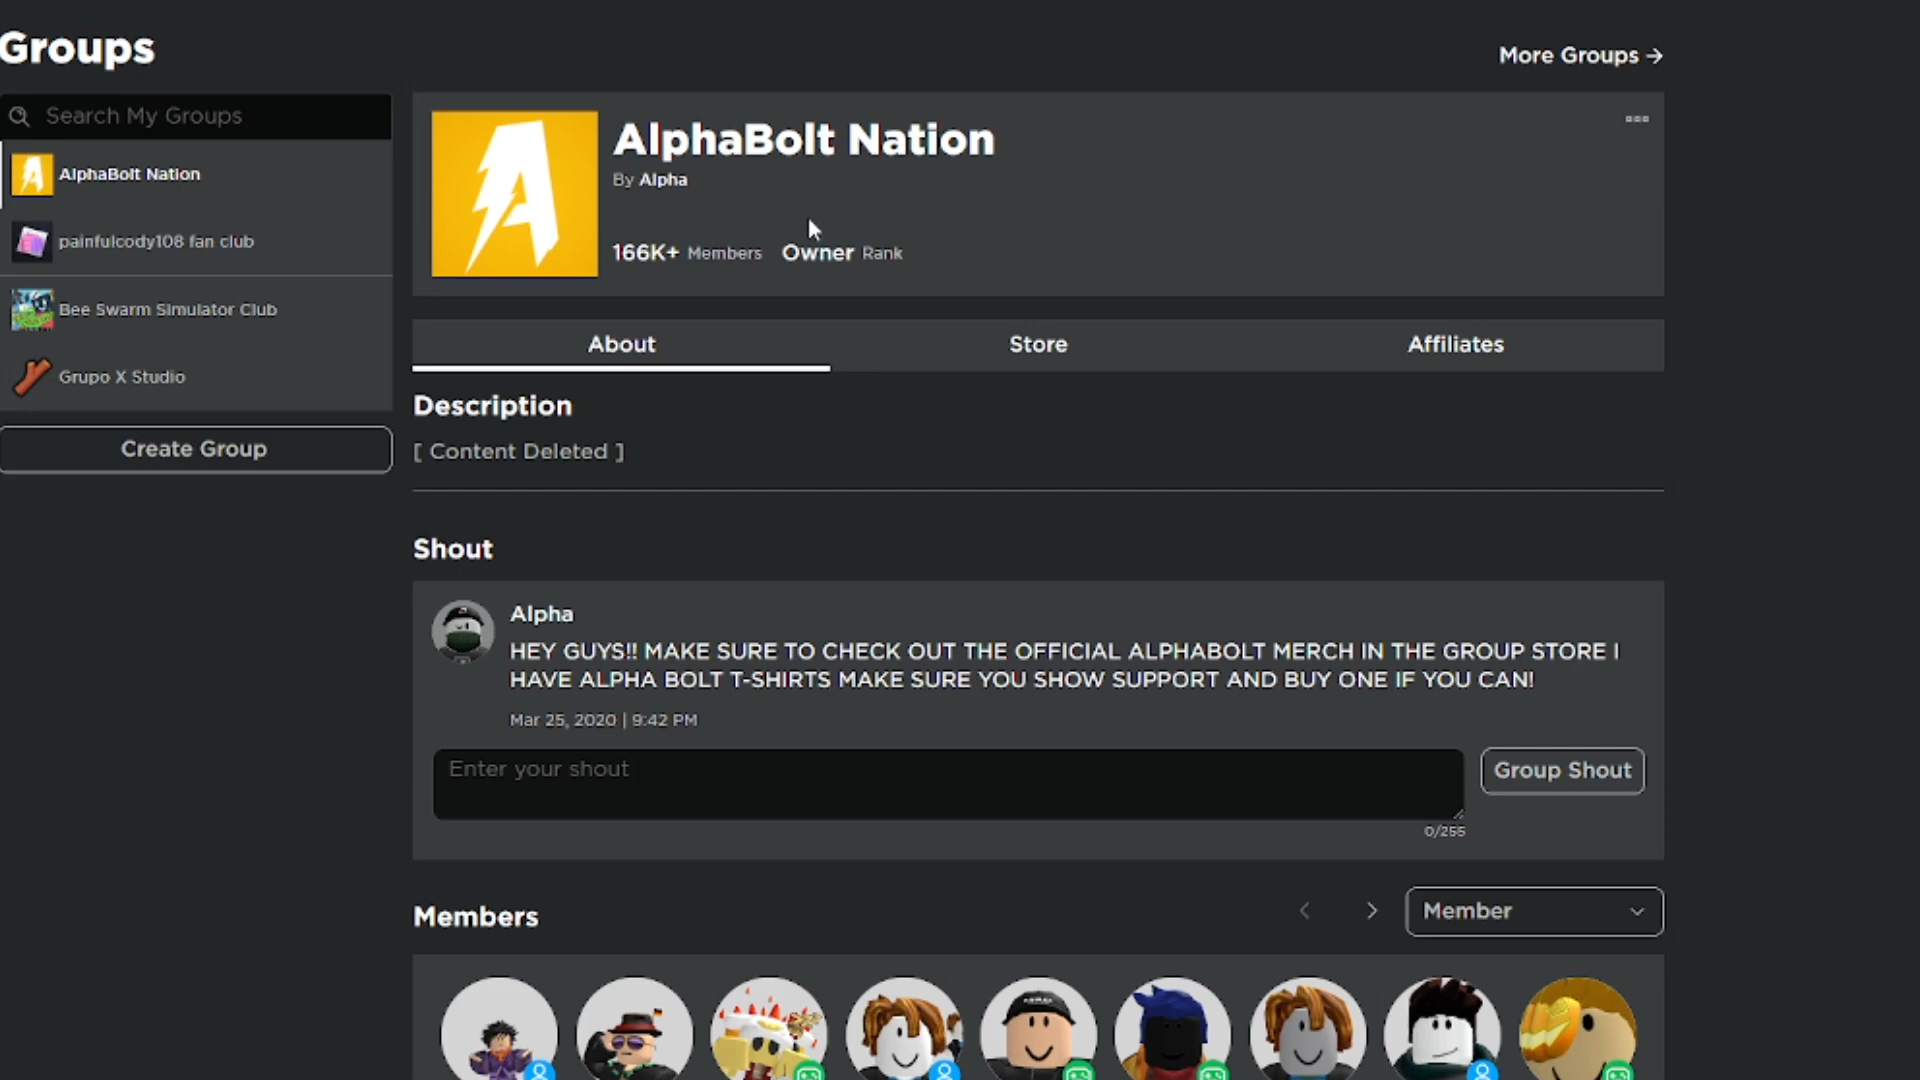 Groups
More Groups →
Search My Groups
AlphaBolt Nation
painfulcody108 fan club
Bee Swarm Simulator Club
Grupo X Studio
Create Group
AlphaBolt Nation
By Alpha
166K+ Members Owner Rank
About Store Affiliates
Description
[ Content Deleted ]
Shout
Alpha
HEY GUYS!! MAKE SURE TO CHECK OUT THE OFFICIAL ALPHABOLT MERCH IN THE GROUP STORE I
HAVE ALPHA BOLT T-SHIRTS MAKE SURE YOU SHOW SUPPORT AND BUY ONE IF YOU CAN!
Mar 25, 2020 | 9:42 PM
Enter your shout
Group Shout
0/255
Members
Member